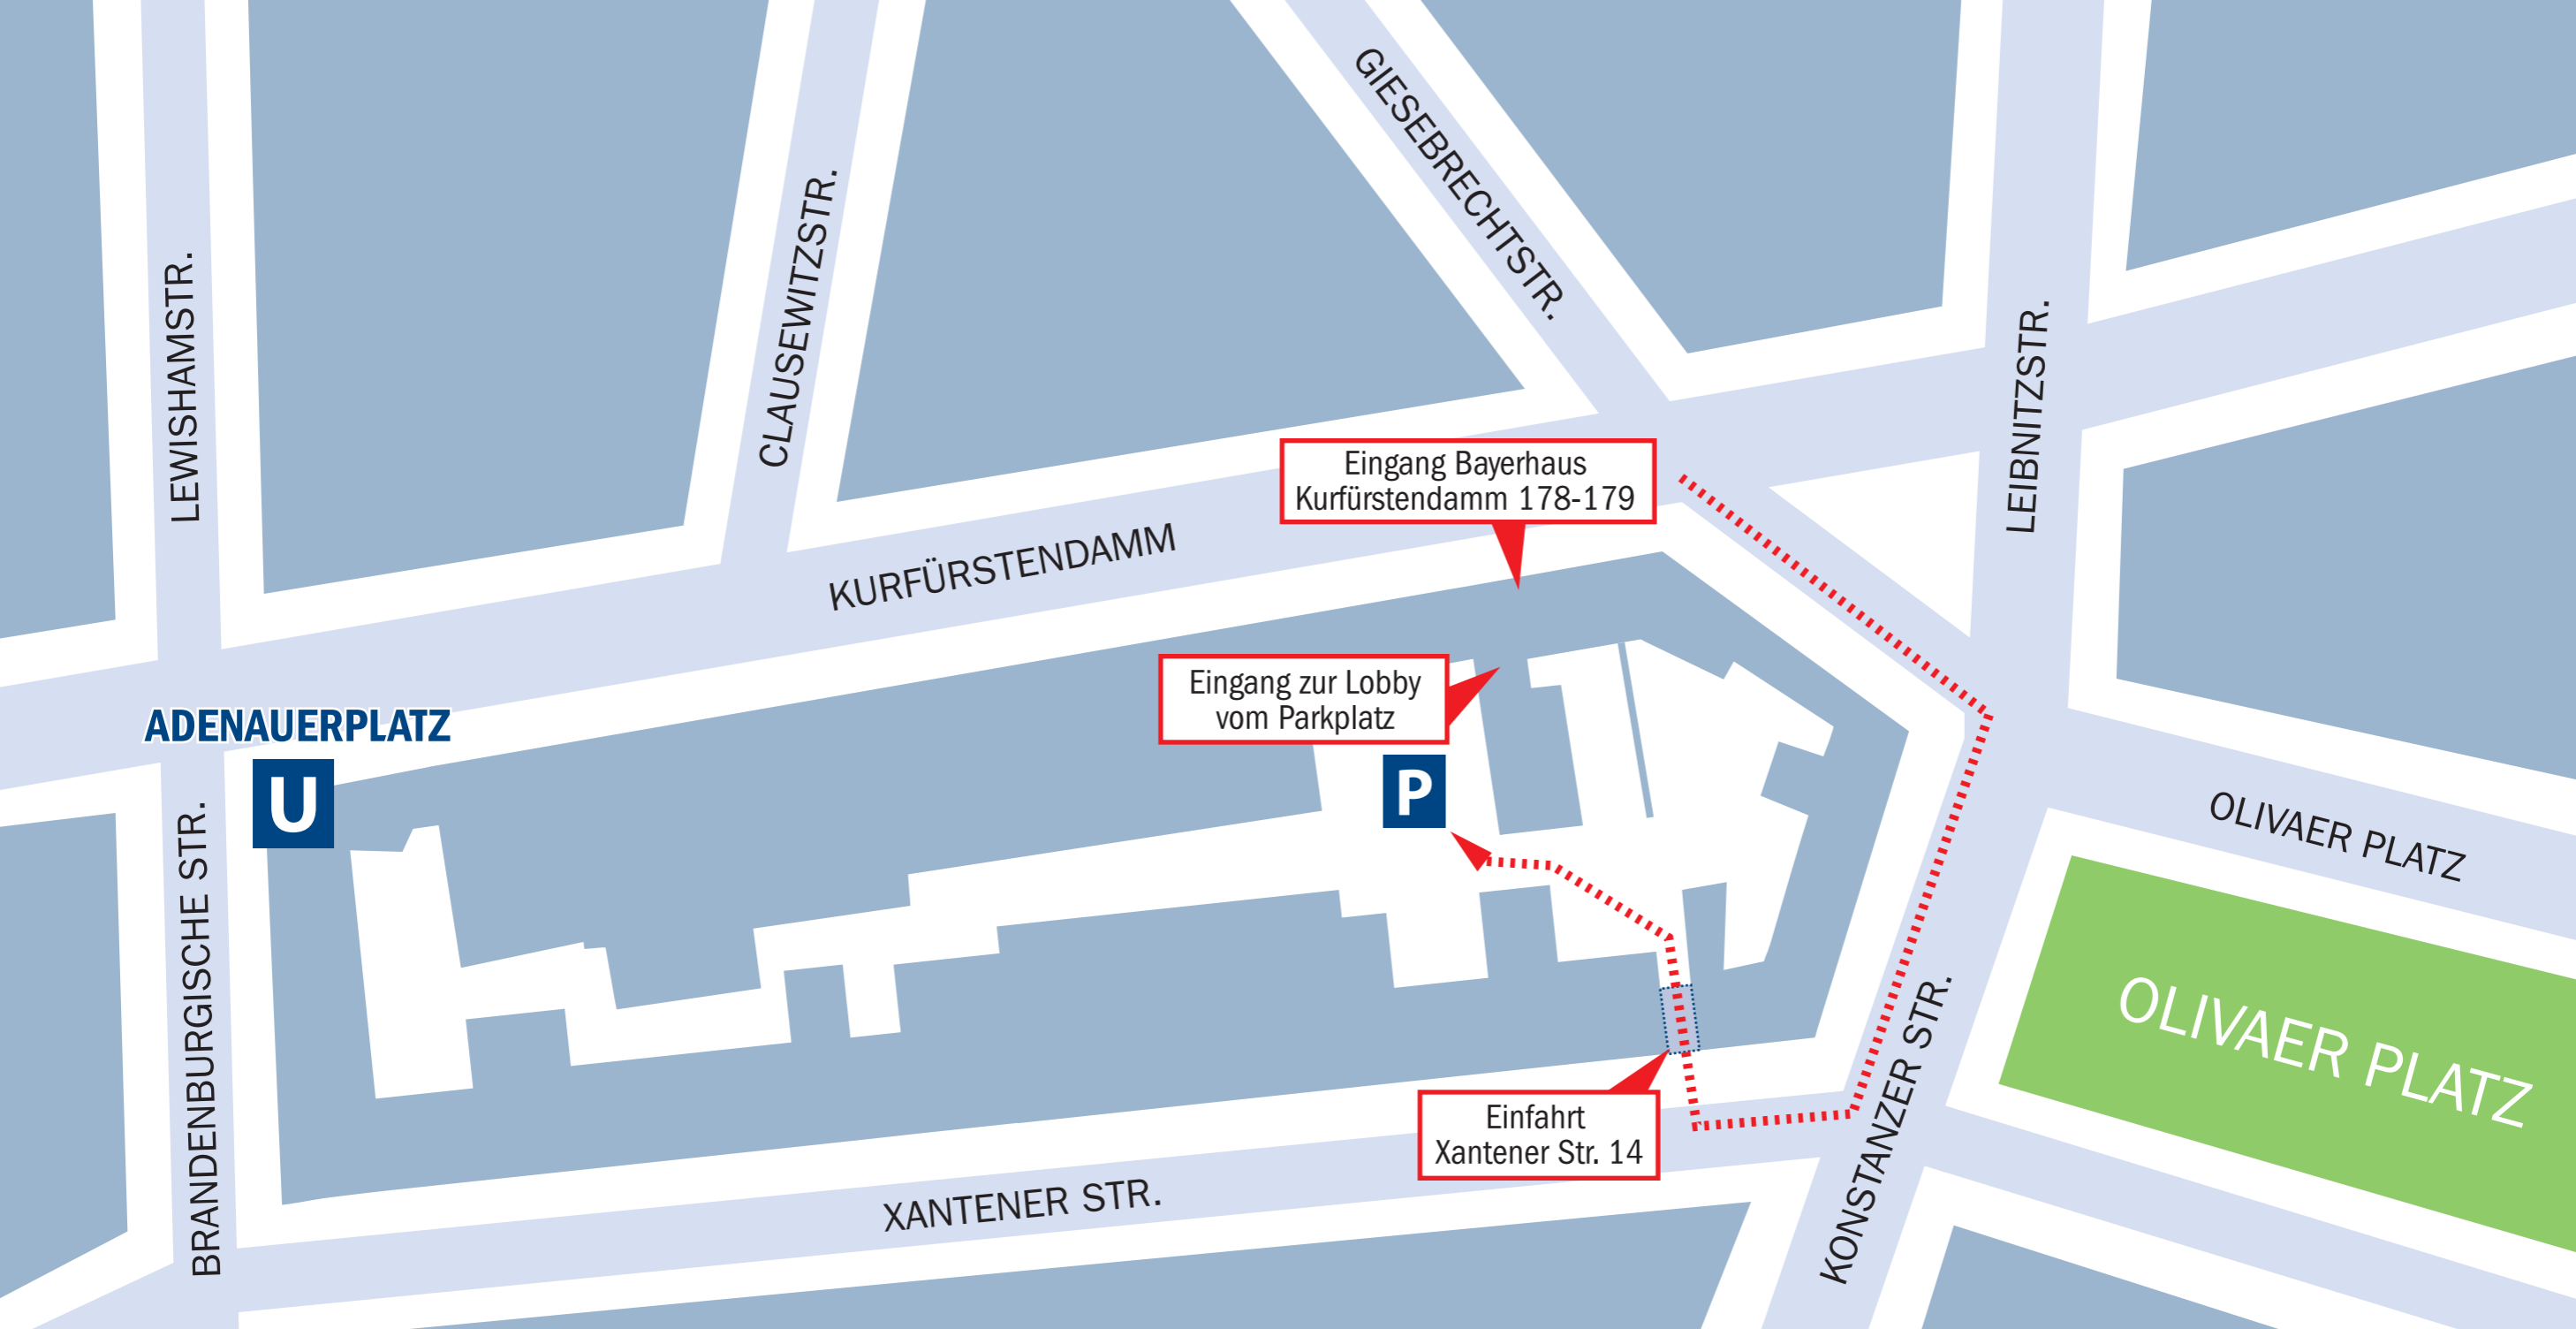 GIESEBRECHTSTR.
CLAUSEWITZSTR.
LEWISHAMSTR.
LEIBNITZSTR.
Eingang Bayerhaus
Kurfürstendamm 178-179
KURFÜRSTENDAMM
Eingang zur Lobby
vom Parkplatz
ADENAUERPLATZ
U
P
BRANDENBURGISCHE STR.
OLIVAER PLATZ
OLIVAER PLATZ
KONSTANZER STR.
Einfahrt
Xantener Str. 14
XANTENER STR.